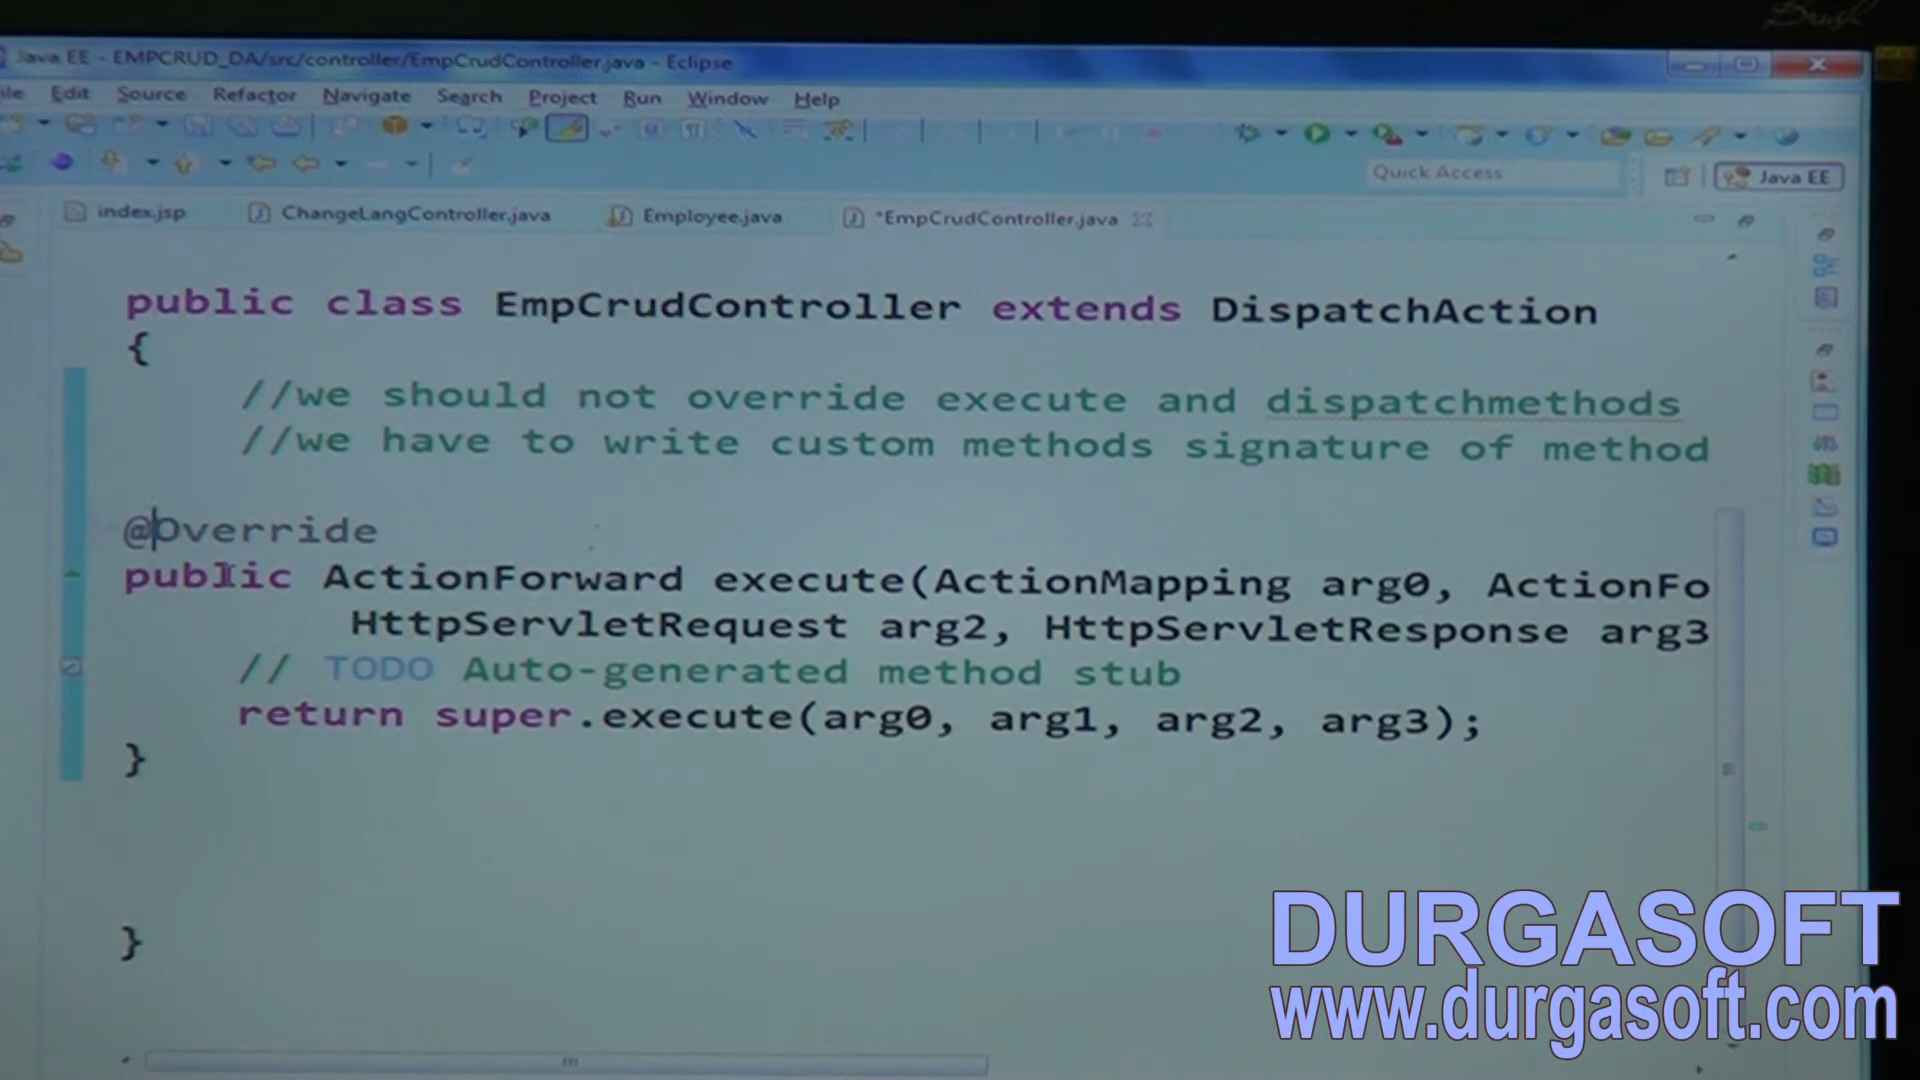 Brush
Java EE - EMPCRUD_DA/src/controller/EmpCrudController.java - Eclipse
ile Edit Source Refactor Navigate Search Project Run Window Help
Quick Access
Java EE
index.jsp
ChangeLangController.java
Employee.java
*EmpCrudController.java
public class EmpCrudController extends DispatchAction
{
//we should not override execute and dispatchmethods
//we have to write custom methods signature of method
@Override
public ActionForward execute(ActionMapping arg0, ActionFo
HttpServletRequest arg2, HttpServletResponse arg3
// TODO Auto-generated method stub
return super.execute(arg0, arg1, arg2, arg3);
}
}
DURGASOFT
www.durgasoft.com